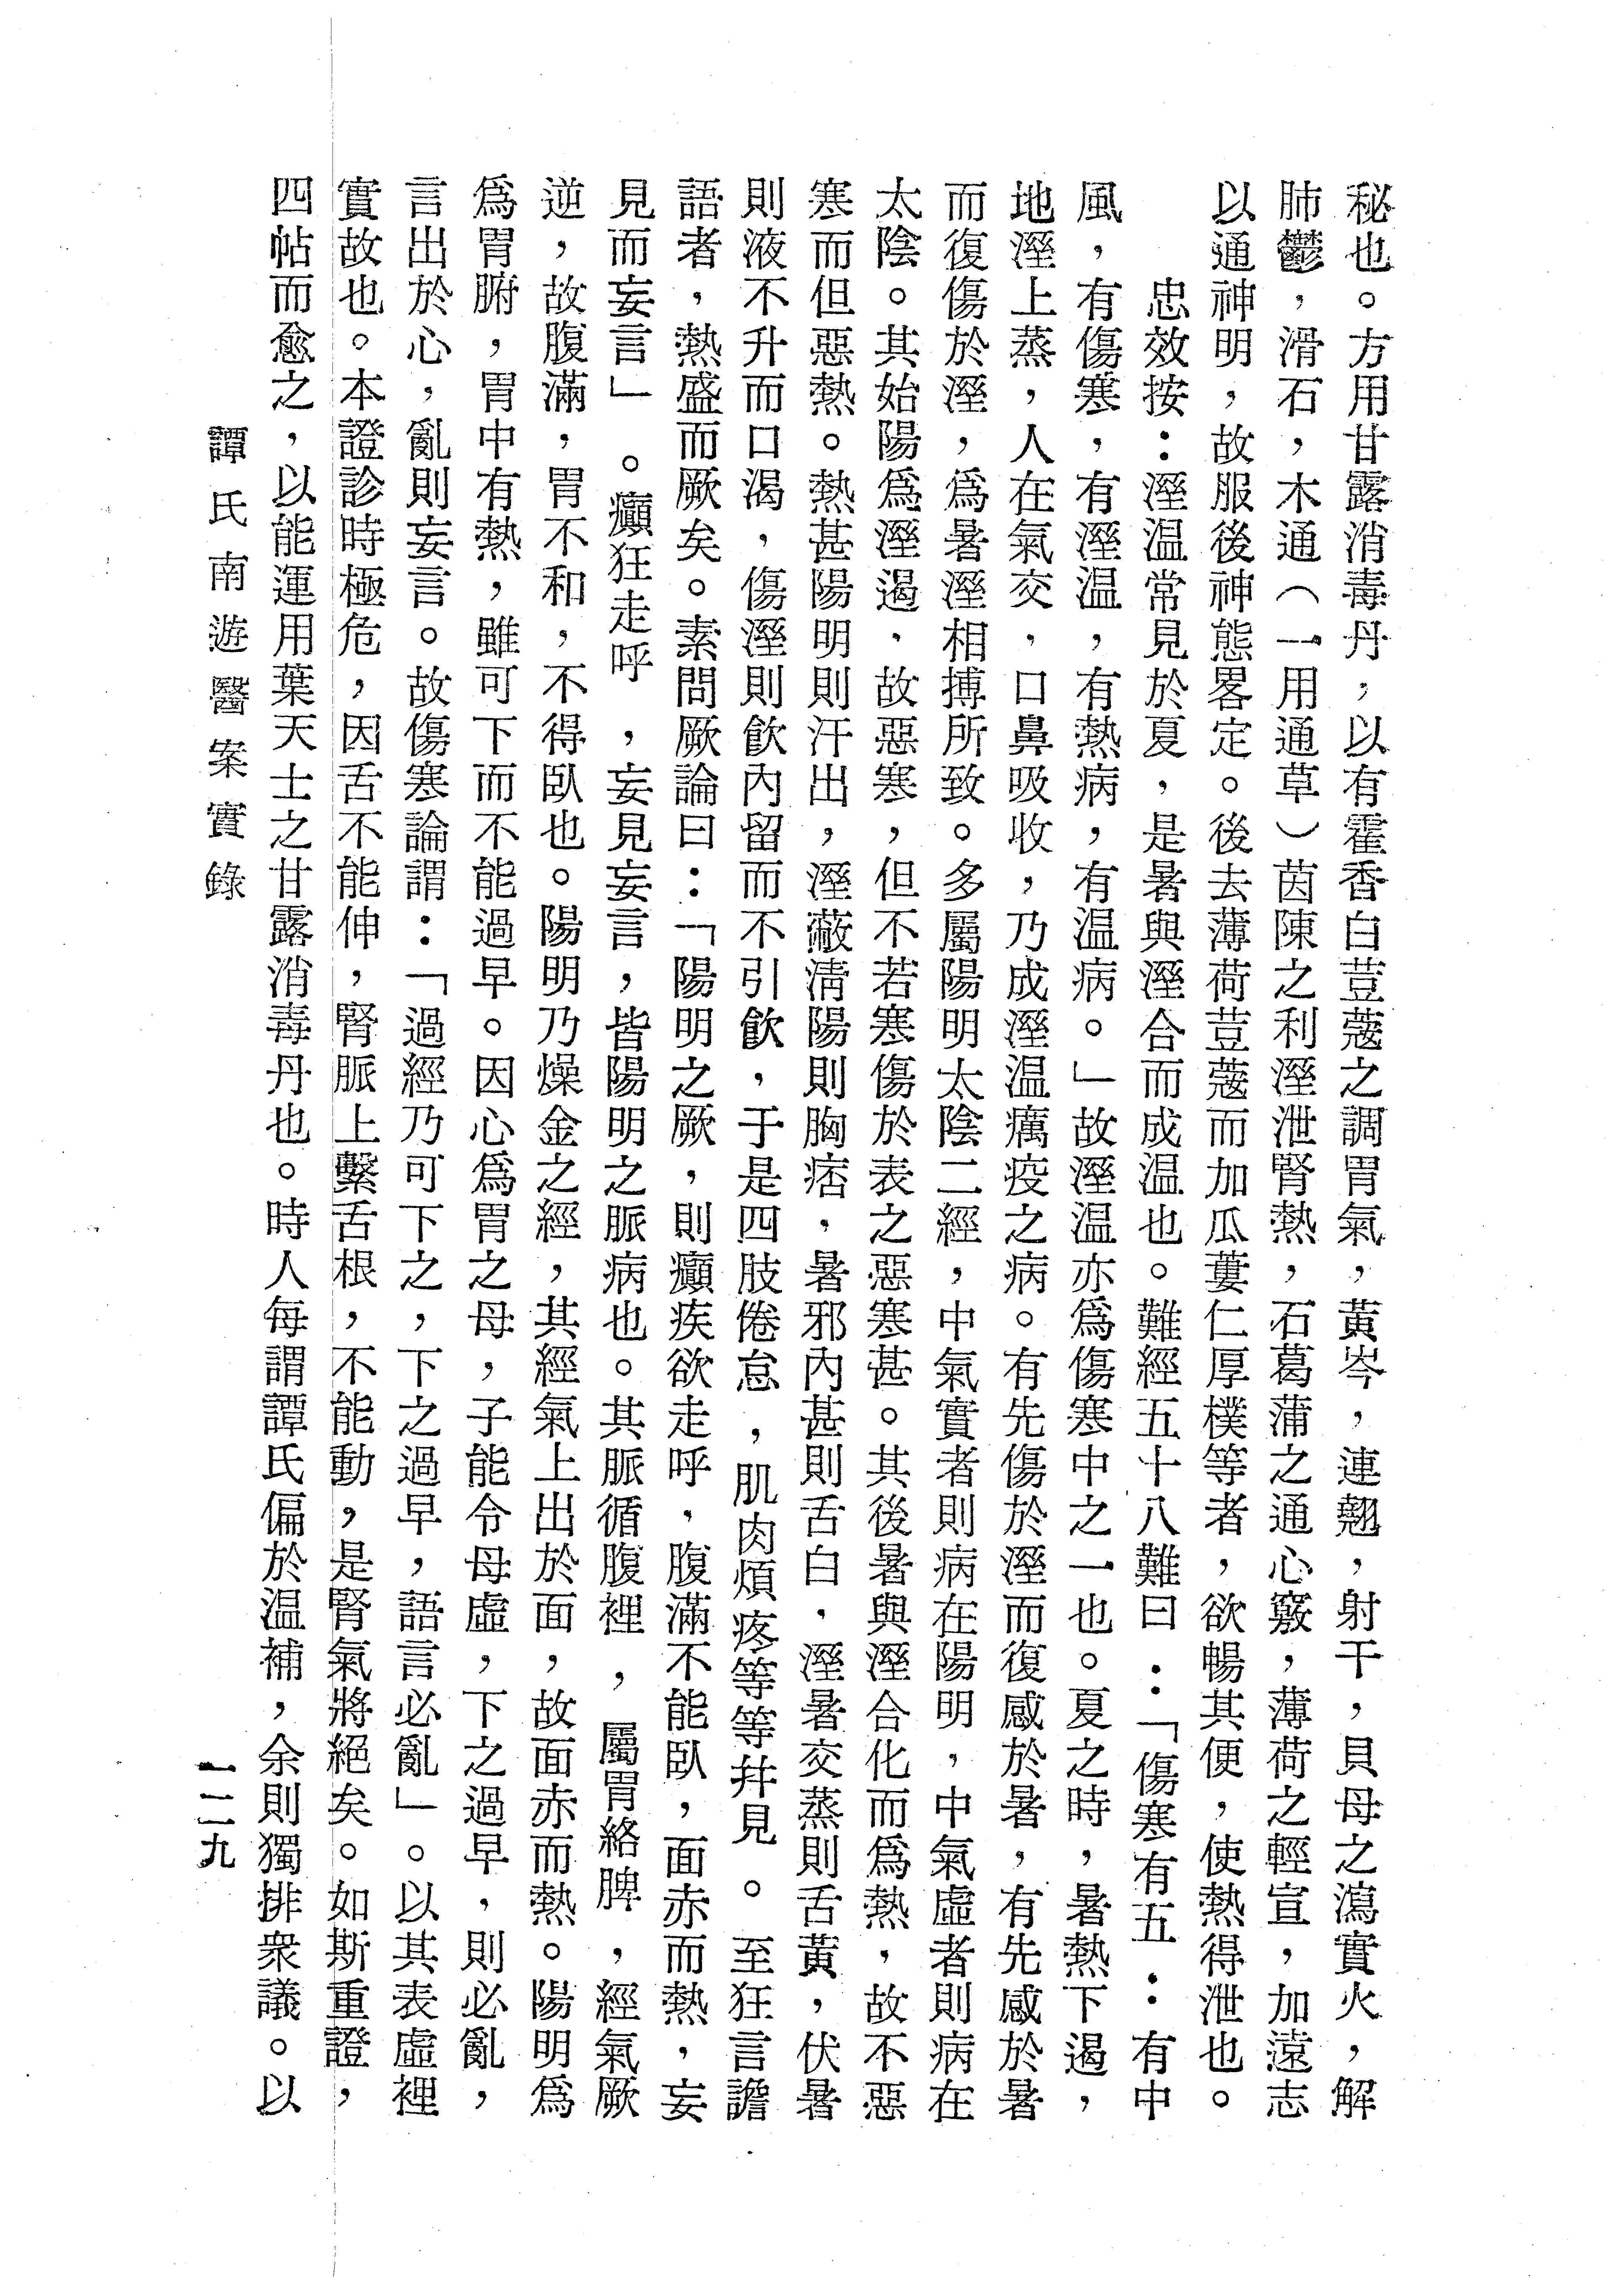 秘也。方用甘露消毒丹，以有霍香白荳蔻之調胃氣，黃岑，連翹，射干，貝母之瀉實火，解
肺鬱，滑石，木通（一用通草）茵陳之利溼泄腎熱，石葛蒲之通心竅，薄荷之輕宣，加遠志
以通神明，故服後神態畧定。後去薄荷荳蔻而加瓜蔞仁厚樸等者，欲暢其便，使熱得泄也。
忠效按：溼温常見於夏，是暑與溼合而成温也。難經五十八難曰：「傷寒有五：有中
風，有傷寒，有溼温，有熱病，有温病。」故溼温亦爲傷寒中之一也。夏之時，暑熱下遏，
地溼上蒸，人在氣交，口鼻吸收，乃成溼温癘疫之病。有先傷於溼而復感於暑，有先感於暑
而復傷於溼，爲暑溼相搏所致。多屬陽明太陰二經，中氣實者則病在陽明，中氣虛者則病在
太陰。其始陽爲溼遏，故惡寒，但不若寒傷於表之惡寒甚。其後暑與溼合化而爲熱，故不惡
寒而但惡熱。熱甚陽明則汗出，溼蔽淸陽則胸痞，暑邪內甚則舌白，溼暑交蒸則舌黃，伏暑
則液不升而口渴，傷溼則飮內留而不引飮，于是四肢倦怠，肌肉煩疼等等幷見。至狂言譫
語者，熱盛而厥矣。素問厥論曰：「陽明之厥，則癲疾欲走呼，腹滿不能臥，面赤而熱，妄
見而妄言」。癲狂走呼，妄見妄言，皆陽明之脈病也。其脈循腹裡，屬胃絡脾，經氣厥
逆，故腹滿，胃不和，不得臥也。陽明乃燥金之經，其經氣上出於面，故面赤而熱。陽明爲
爲胃腑，胃中有熱，雖可下而不能過早。因心爲胃之母，子能令母虛，下之過早，則必亂，
言出於心，亂則妄言。故傷寒論謂：「過經乃可下之，下之過早，語言必亂」。以其表虛裡
實故也。本證診時極危，因舌不能伸，腎脈上繫舌根，不能動，是腎氣將絕矣。如斯重證，
四帖而愈之，以能運用葉天士之甘露消毒丹也。時人每謂譚氏偏於温補，余則獨排衆議。以
譚氏南遊醫案實錄
一二九